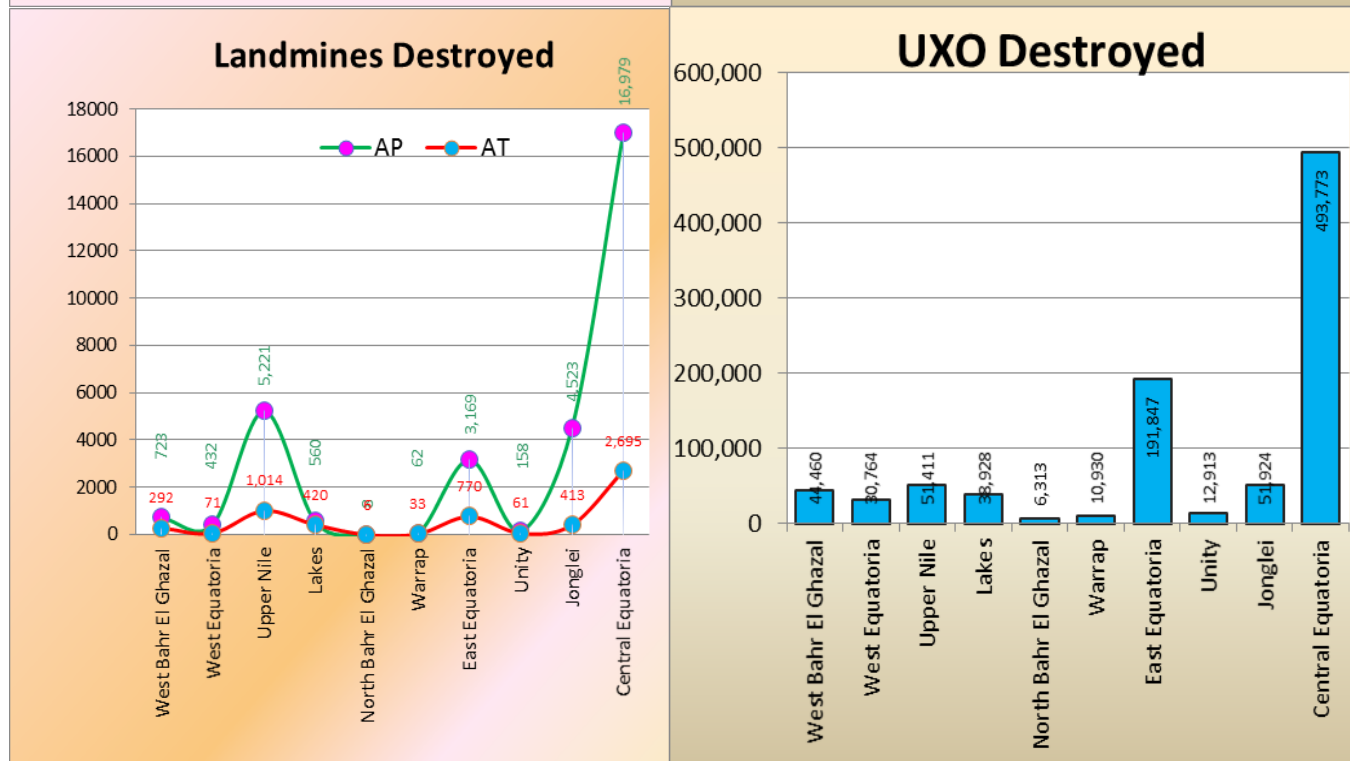 Landmines Destroyed
18000
16000
14000
12000
10000
8000
6000
4000
2000
0
AP
AT
723
432
5,221
560
62
3,169
158
4,523
16,979
292
71
1,014
420
6
33
770
61
413
2,695
West Bahr El Ghazal
West Equatoria
Upper Nile
Lakes
North Bahr El Ghazal
Warrap
East Equatoria
Unity
Jonglei
Central Equatoria
UXO Destroyed
600,000
500,000
400,000
300,000
200,000
100,000
0
44,460
30,764
51,411
38,928
6,313
10,930
191,847
12,913
51,924
493,773
West Bahr El Ghazal
West Equatoria
Upper Nile
Lakes
North Bahr El Ghazal
Warrap
East Equatoria
Unity
Jonglei
Central Equatoria